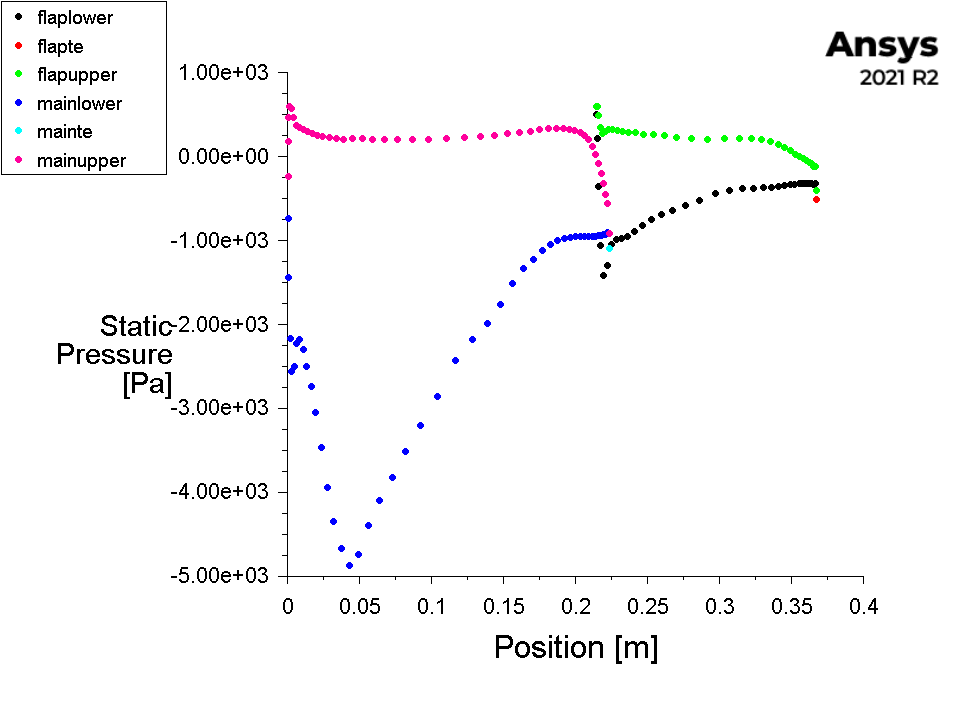 flaplower
flapte
flapupper
mainlower
mainte
mainupper
Ansys
2021 R2
1.00e+03
0.00e+00
-1.00e+03
-2.00e+03
-3.00e+03
-4.00e+03
-5.00e+03
Static
Pressure
[Pa]
0 0.05 0.1 0.15 0.2 0.25 0.3 0.35 0.4
Position [m]